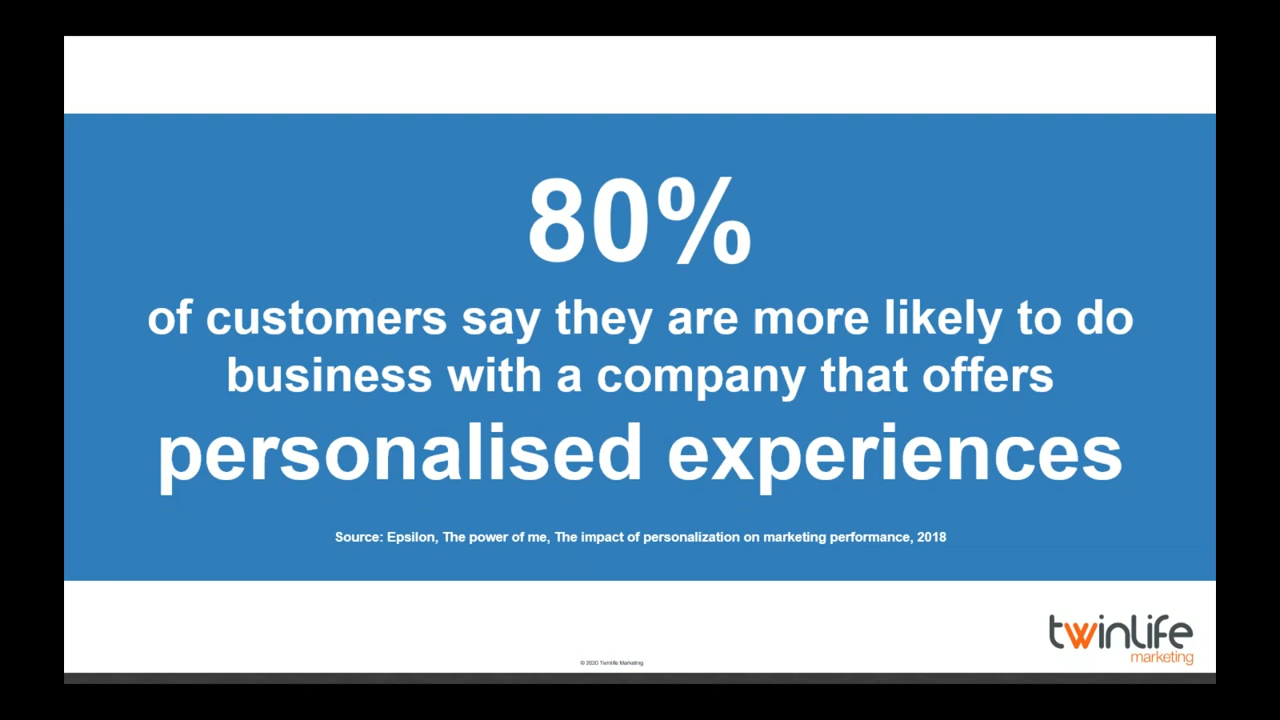 80%
of customers say they are more likely to do
business with a company that offers
personalised experiences
Source: Epsilon, The power of me, The impact of personalization on marketing performance, 2018
twinlife
marketing
© 2020 Twinlife Marketing